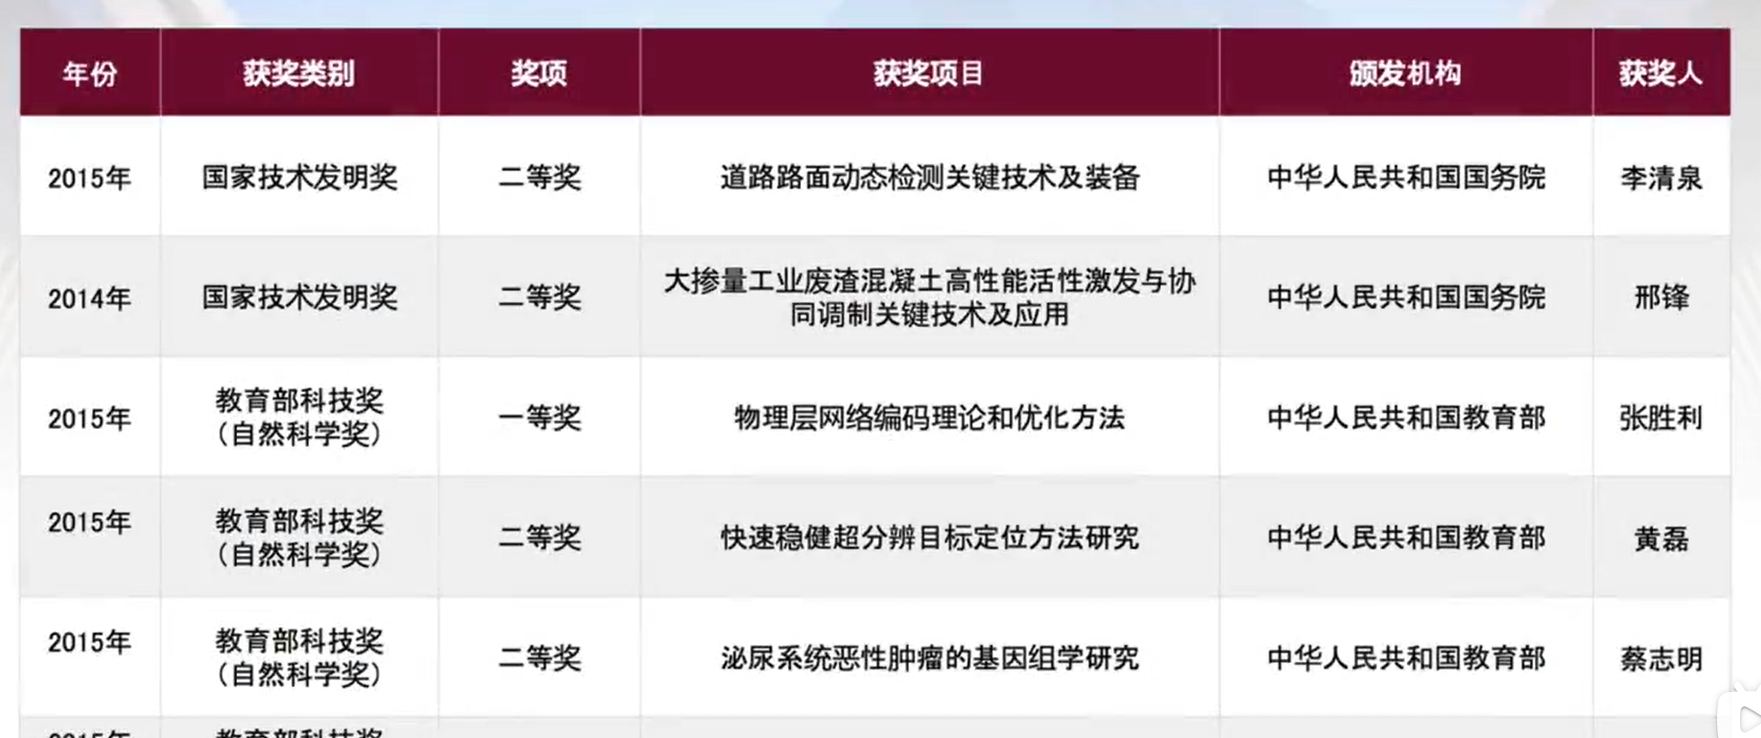 年份 获奖类别 奖项 获奖项目 颁发机构 获奖人
2015年 国家技术发明奖 二等奖 道路路面动态检测关键技术及装备 中华人民共和国国务院 李清泉
2014年 国家技术发明奖 二等奖 大掺量工业废渣混凝土高性能活性激发与协
同调制关键技术及应用 中华人民共和国国务院 邢锋
2015年 教育部科技奖
（自然科学奖） 一等奖 物理层网络编码理论和优化方法 中华人民共和国教育部 张胜利
2015年 教育部科技奖
（自然科学奖） 二等奖 快速稳健超分辨目标定位方法研究 中华人民共和国教育部 黄磊
2015年 教育部科技奖
（自然科学奖） 二等奖 泌尿系统恶性肿瘤的基因组学研究 中华人民共和国教育部 蔡志明
2015年 教育部科技奖